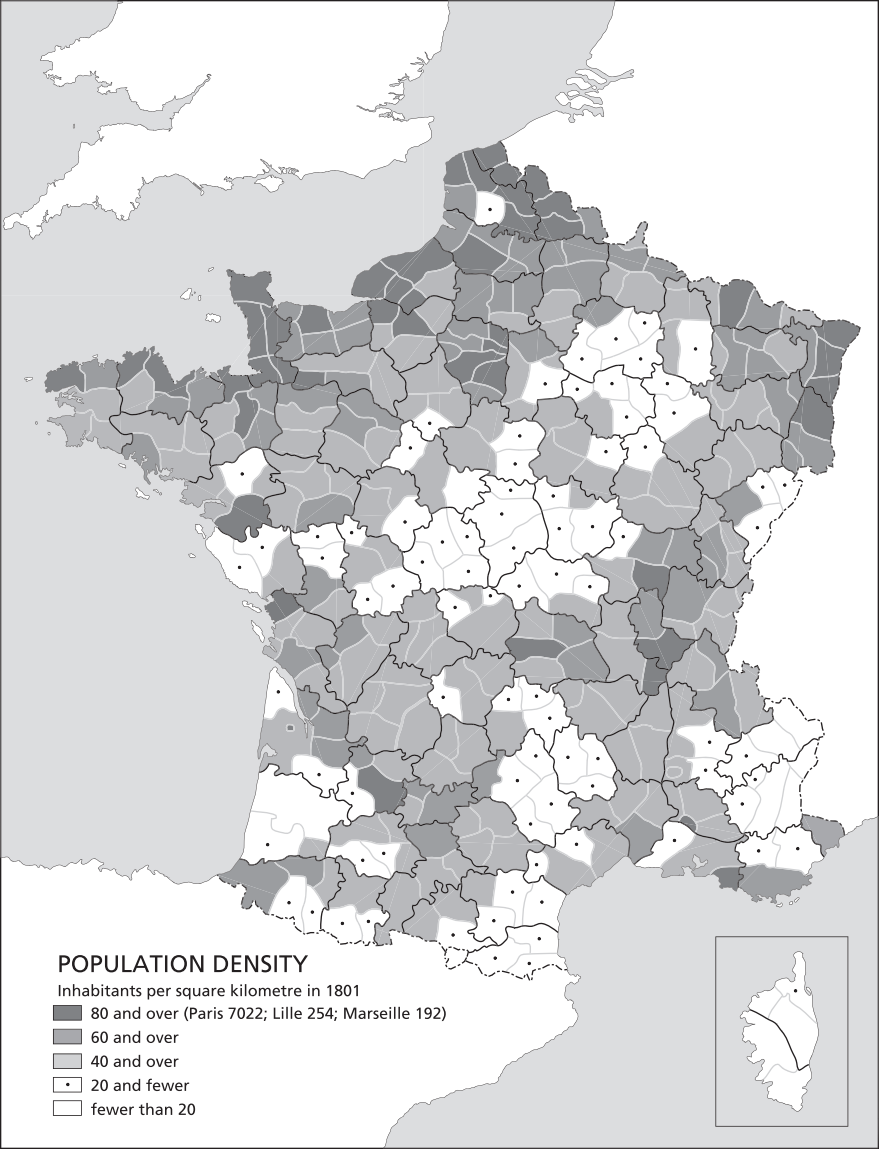 POPULATION DENSITY
Inhabitants per square kilometre in 1801
80 and over (Paris 7022; Lille 254; Marseille 192)
60 and over
40 and over
20 and fewer
fewer than 20